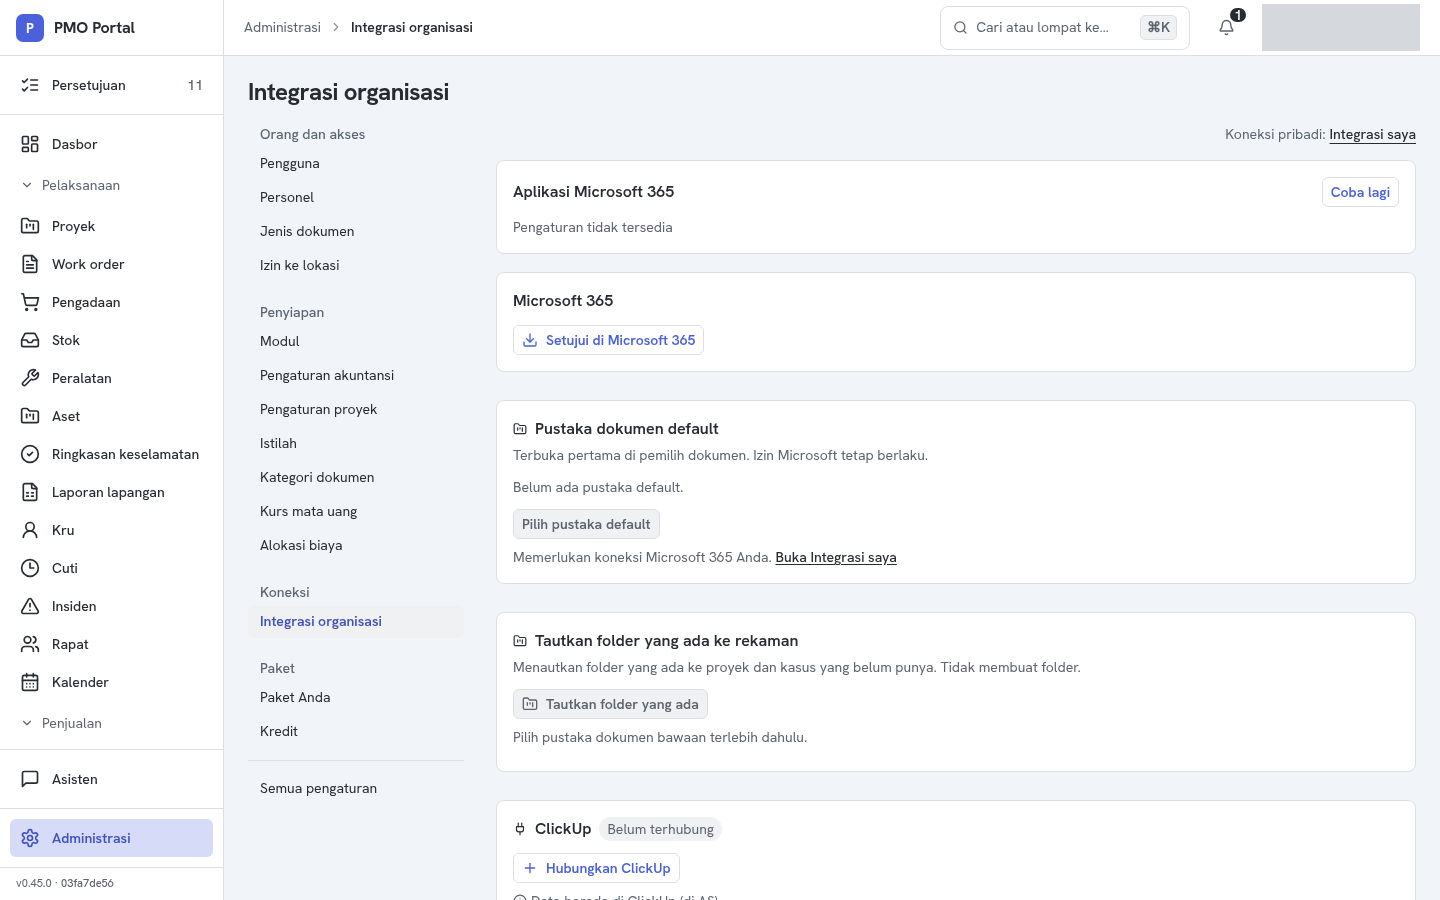 P PMO Portal
Administrasi > Integrasi organisasi
Cari atau lompat ke... ⌘K
1
Persetujuan 11
Dasbor
Pelaksanaan
Proyek
Work order
Pengadaan
Stok
Peralatan
Aset
Ringkasan keselamatan
Laporan lapangan
Kru
Cuti
Insiden
Rapat
Kalender
Penjualan
Asisten
Administrasi
v0.45.0 · 03fa7de56
Integrasi organisasi
Orang dan akses
Pengguna
Personel
Jenis dokumen
Izin ke lokasi
Penyiapan
Modul
Pengaturan akuntansi
Pengaturan proyek
Istilah
Kategori dokumen
Kurs mata uang
Alokasi biaya
Koneksi
Integrasi organisasi
Paket
Paket Anda
Kredit
Semua pengaturan
Koneksi pribadi: Integrasi saya
Aplikasi Microsoft 365
Coba lagi
Pengaturan tidak tersedia
Microsoft 365
Setujui di Microsoft 365
Pustaka dokumen default
Terbuka pertama di pemilih dokumen. Izin Microsoft tetap berlaku.
Belum ada pustaka default.
Pilih pustaka default
Memerlukan koneksi Microsoft 365 Anda. Buka Integrasi saya
Tautkan folder yang ada ke rekaman
Menautkan folder yang ada ke proyek dan kasus yang belum punya. Tidak membuat folder.
Tautkan folder yang ada
Pilih pustaka dokumen bawaan terlebih dahulu.
ClickUp Belum terhubung
Hubungkan ClickUp
Data berada di ClickUp (di AS)